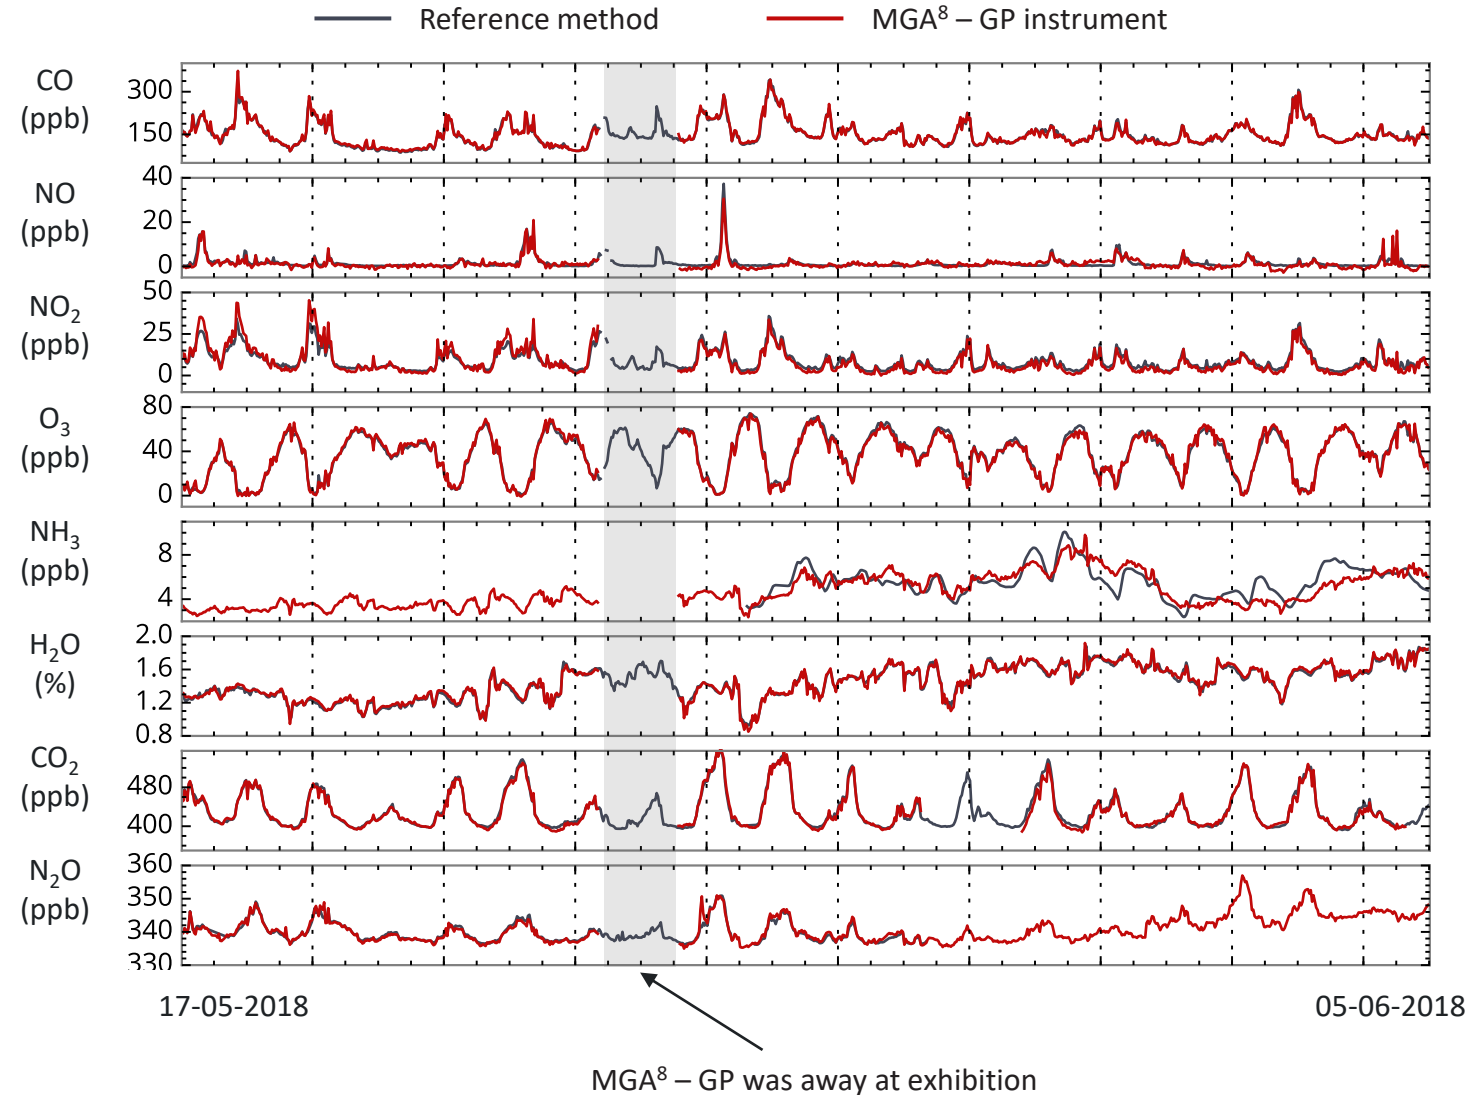 Reference method MGA⁸ – GP instrument
CO
(ppb)
300
150
NO
(ppb)
40
20
0
NO₂
(ppb)
50
25
0
O₃
(ppb)
80
40
0
NH₃
(ppb)
8
4
H₂O
(%)
2.0
1.6
1.2
0.8
CO₂
(ppb)
480
400
N₂O
(ppb)
360
350
340
330
17-05-2018 05-06-2018
MGA⁸ – GP was away at exhibition